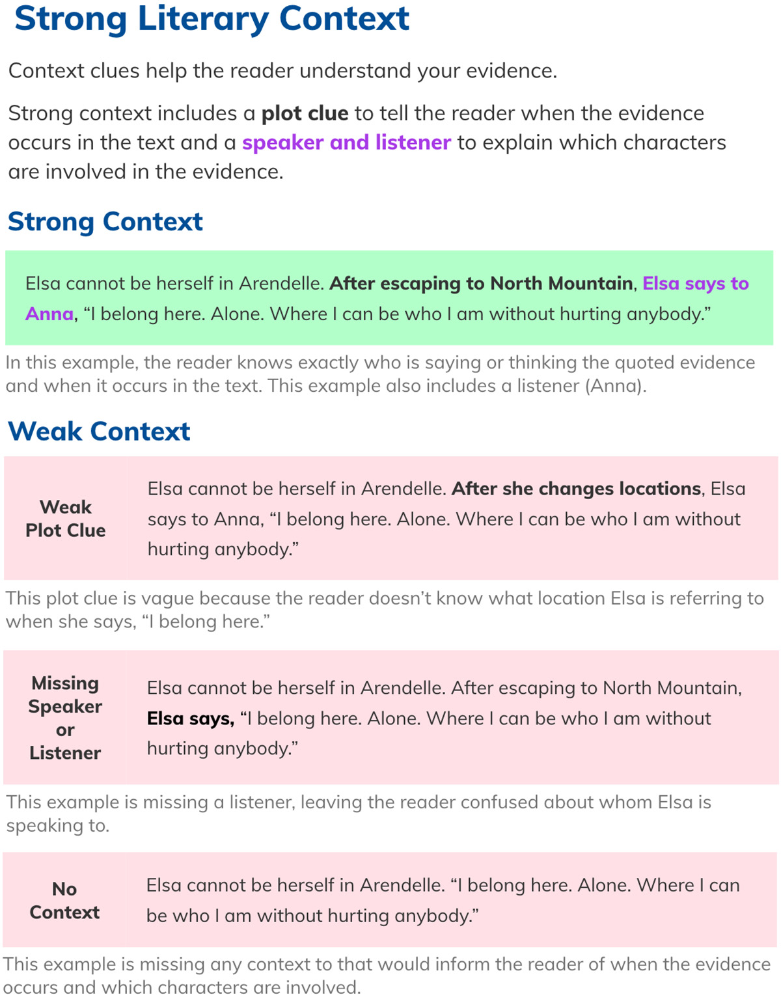 Strong Literary Context
Context clues help the reader understand your evidence.
Strong context includes a plot clue to tell the reader when the evidence
occurs in the text and a speaker and listener to explain which characters
are involved in the evidence.
Strong Context
Elsa cannot be herself in Arendelle. After escaping to North Mountain, Elsa says to
Anna, “I belong here. Alone. Where I can be who I am without hurting anybody.”
In this example, the reader knows exactly who is saying or thinking the quoted evidence
and when it occurs in the text. This example also includes a listener (Anna).
Weak Context
Weak
Plot Clue
Elsa cannot be herself in Arendelle. After she changes locations, Elsa
says to Anna, “I belong here. Alone. Where I can be who I am without
hurting anybody.”
This plot clue is vague because the reader doesn’t know what location Elsa is referring to
when she says, “I belong here.”
Missing
Speaker
or
Listener
Elsa cannot be herself in Arendelle. After escaping to North Mountain,
Elsa says, “I belong here. Alone. Where I can be who I am without
hurting anybody.”
This example is missing a listener, leaving the reader confused about whom Elsa is
speaking to.
No
Context
Elsa cannot be herself in Arendelle. “I belong here. Alone. Where I can
be who I am without hurting anybody.”
This example is missing any context to that would inform the reader of when the evidence
occurs and which characters are involved.